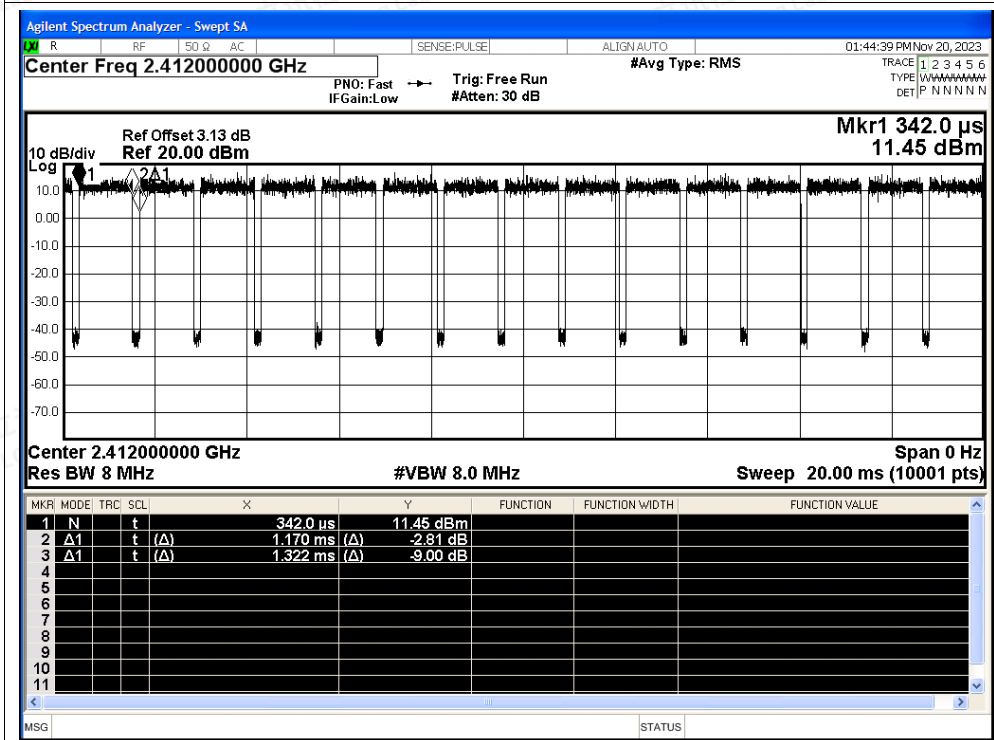 Agilent Spectrum Analyzer - Swept SA
LXI R RF 50 Ω AC SENSE:PULSE ALIGN AUTO 01:44:39 PM Nov 20, 2023
Center Freq 2.412000000 GHz #Avg Type: RMS TRACE 1 2 3 4 5 6
PNO: Fast Trig: Free Run TYPE WWWWWW
IFGain:Low #Atten: 30 dB DET P N N N N N
Mkr1 342.0 µs
11.45 dBm
Ref Offset 3.13 dB
10 dB/div Ref 20.00 dBm
Log
1 2Δ1
10.0
0.00
-10.0
-20.0
-30.0
-40.0
-50.0
-60.0
-70.0
Center 2.412000000 GHz Span 0 Hz
Res BW 8 MHz #VBW 8.0 MHz Sweep 20.00 ms (10001 pts)
MKR MODE TRC SCL X Y FUNCTION FUNCTION WIDTH FUNCTION VALUE
1 N t 342.0 µs 11.45 dBm
2 Δ1 t (Δ) 1.170 ms (Δ) -2.81 dB
3 Δ1 t (Δ) 1.322 ms (Δ) -9.00 dB
4
5
6
7
8
9
10
11
MSG STATUS